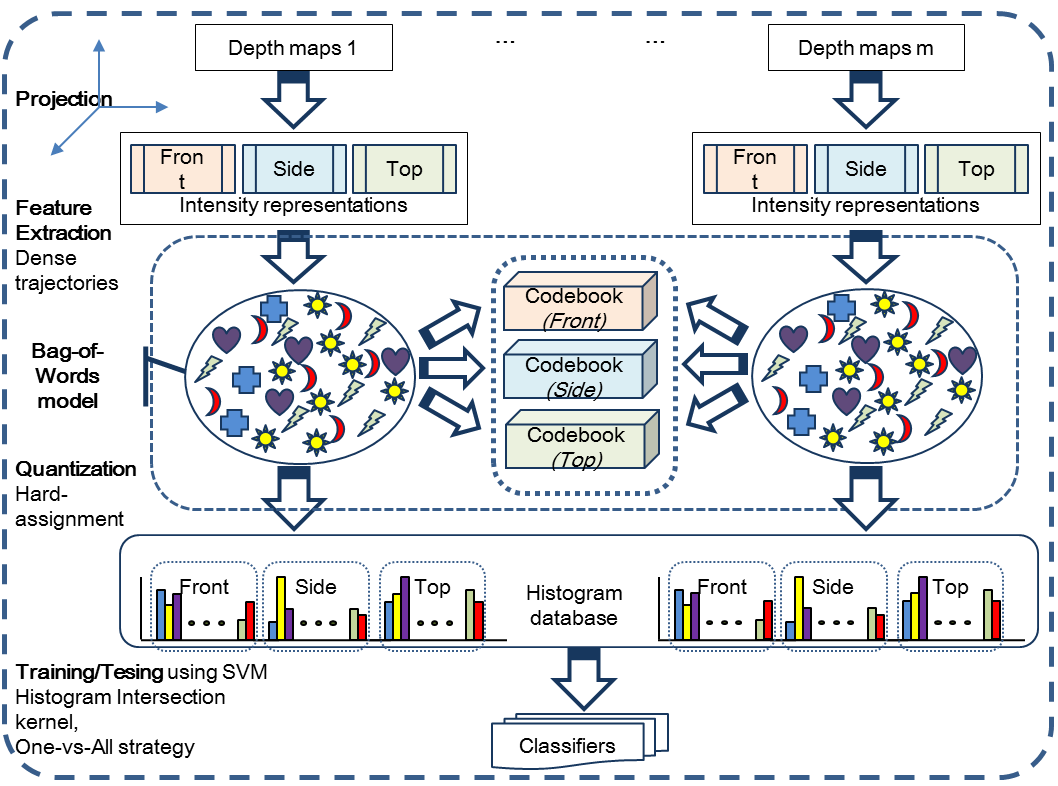 Depth maps 1
...
...
Depth maps m
Projection
Fron
t
Side
Top
Intensity representations
Fron
t
Side
Top
Intensity representations
Feature
Extraction
Dense
trajectories
Codebook
(Front)
Codebook
(Side)
Codebook
(Top)
Bag-of-
Words
model
Quantization
Hard-
assignment
Front
Side
Top
Histogram
database
Front
Side
Top
Training/Tesing using SVM
Histogram Intersection
kernel,
One-vs-All strategy
Classifiers